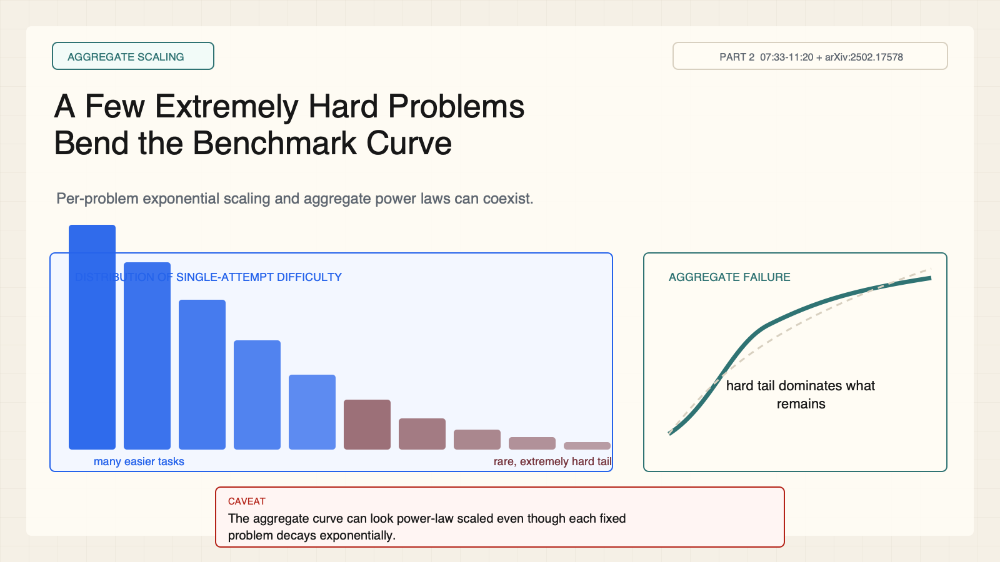 AGGREGATE SCALING
PART 2 07:33-11:20 + arXiv:2502.17578
A Few Extremely Hard Problems
Bend the Benchmark Curve
Per-problem exponential scaling and aggregate power laws can coexist.
DISTRIBUTION OF SINGLE-ATTEMPT DIFFICULTY
many easier tasks
rare, extremely hard tail
AGGREGATE FAILURE
hard tail dominates what
remains
CAVEAT
The aggregate curve can look power-law scaled even though each fixed
problem decays exponentially.